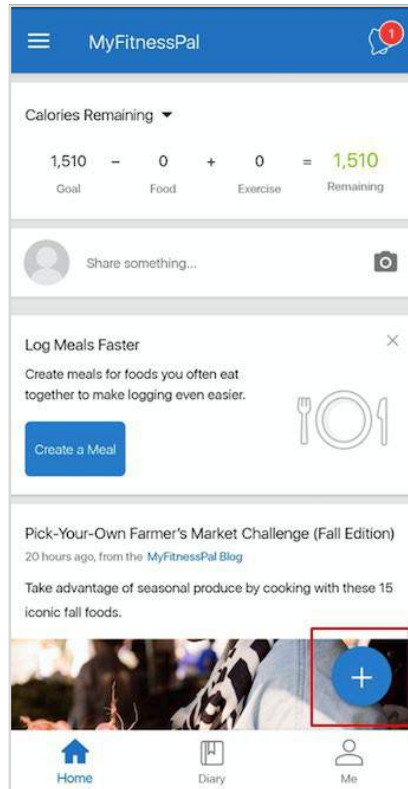 MyFitnessPal
1
Calories Remaining
1,510 – 0 + 0 = 1,510
Goal Food Exercise Remaining
Share something...
Log Meals Faster
Create meals for foods you often eat
together to make logging even easier.
Create a Meal
Pick-Your-Own Farmer's Market Challenge (Fall Edition)
20 hours ago, from the MyFitnessPal Blog
Take advantage of seasonal produce by cooking with these 15
iconic fall foods.
+
Home Diary Me